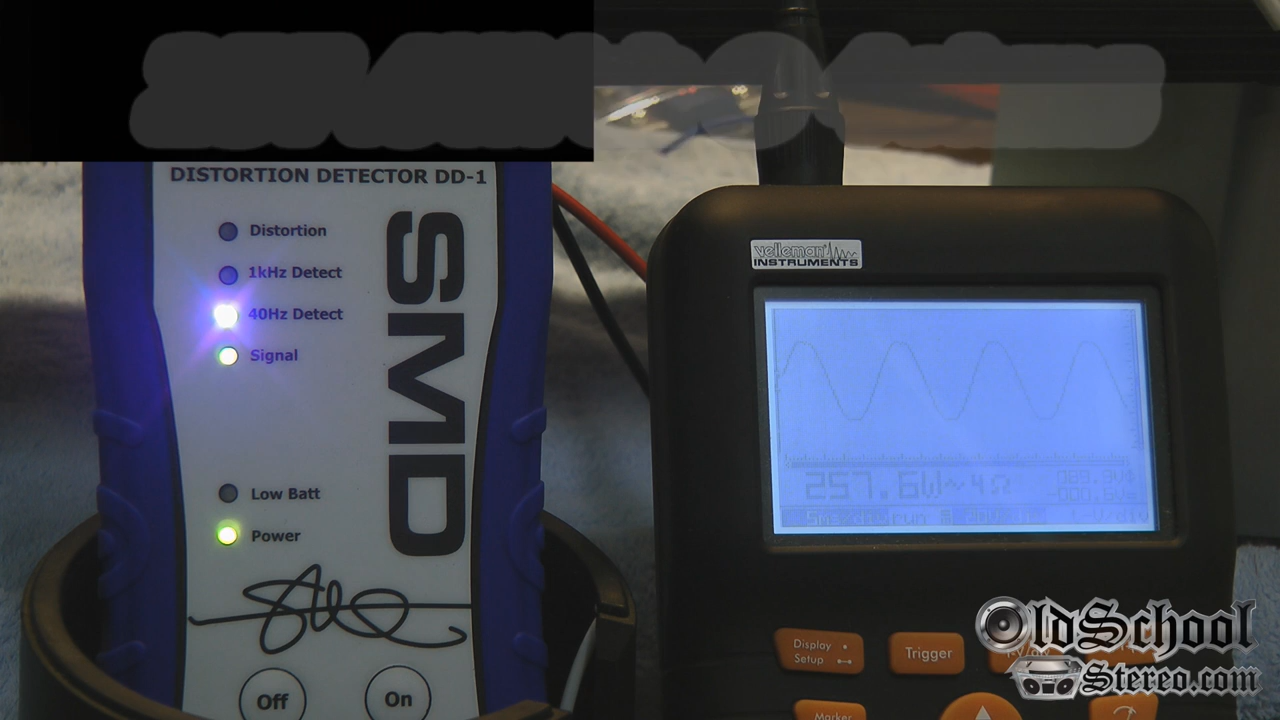 DISTORTION DETECTOR DD-1
Distortion
1kHz Detect
40Hz Detect
Signal
SMD
Low Batt
Power
Off
On
velleman
INSTRUMENTS
257.6W~4Ω
Display
Setup
Trigger
Marker
OldSchool
Stereo.com